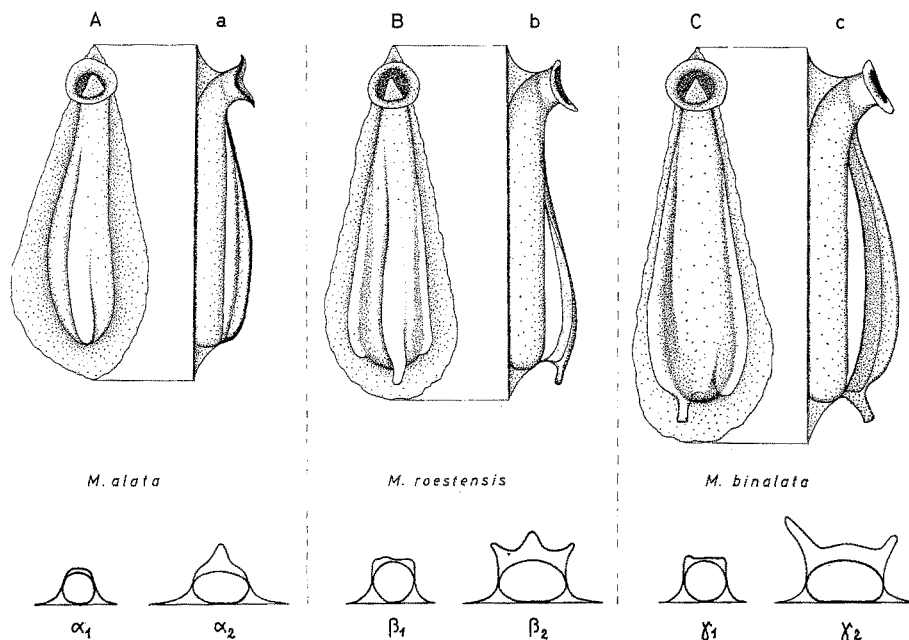 A a B b C c
M. alata M. roestensis M. binalata
α₁ α₂ β₁ β₂ γ₁ γ₂